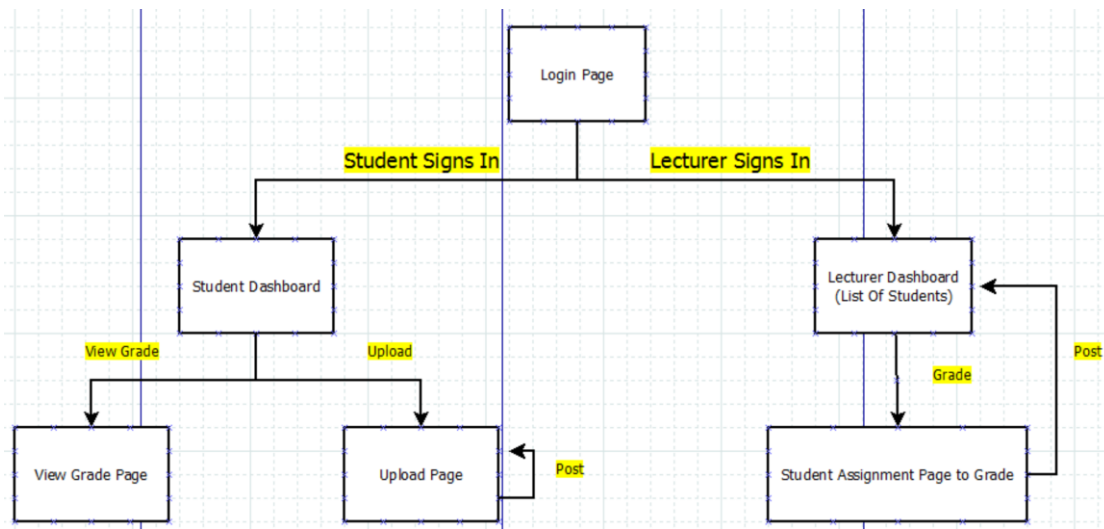 Login Page
Student Signs In
Lecturer Signs In
Student Dashboard
Lecturer Dashboard
(List Of Students)
View Grade
Upload
Grade
Post
View Grade Page
Upload Page
Post
Student Assignment Page to Grade